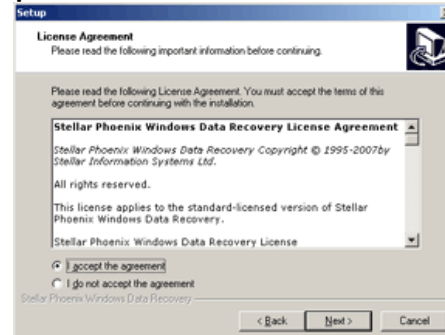 Setup
License Agreement
Please read the following important information before continuing.
Please read the following License Agreement. You must accept the terms of this
agreement before continuing with the installation.
Stellar Phoenix Windows Data Recovery License Agreement
Stellar Phoenix Windows Data Recovery Copyright © 1995-2007by
Stellar Information Systems Ltd.
All rights reserved.
This license applies to the standard-licensed version of Stellar
Phoenix Windows Data Recovery.
Stellar Phoenix Windows Data Recovery License
I accept the agreement
I do not accept the agreement
Stellar Phoenix Windows Data Recovery
< Back Next > Cancel